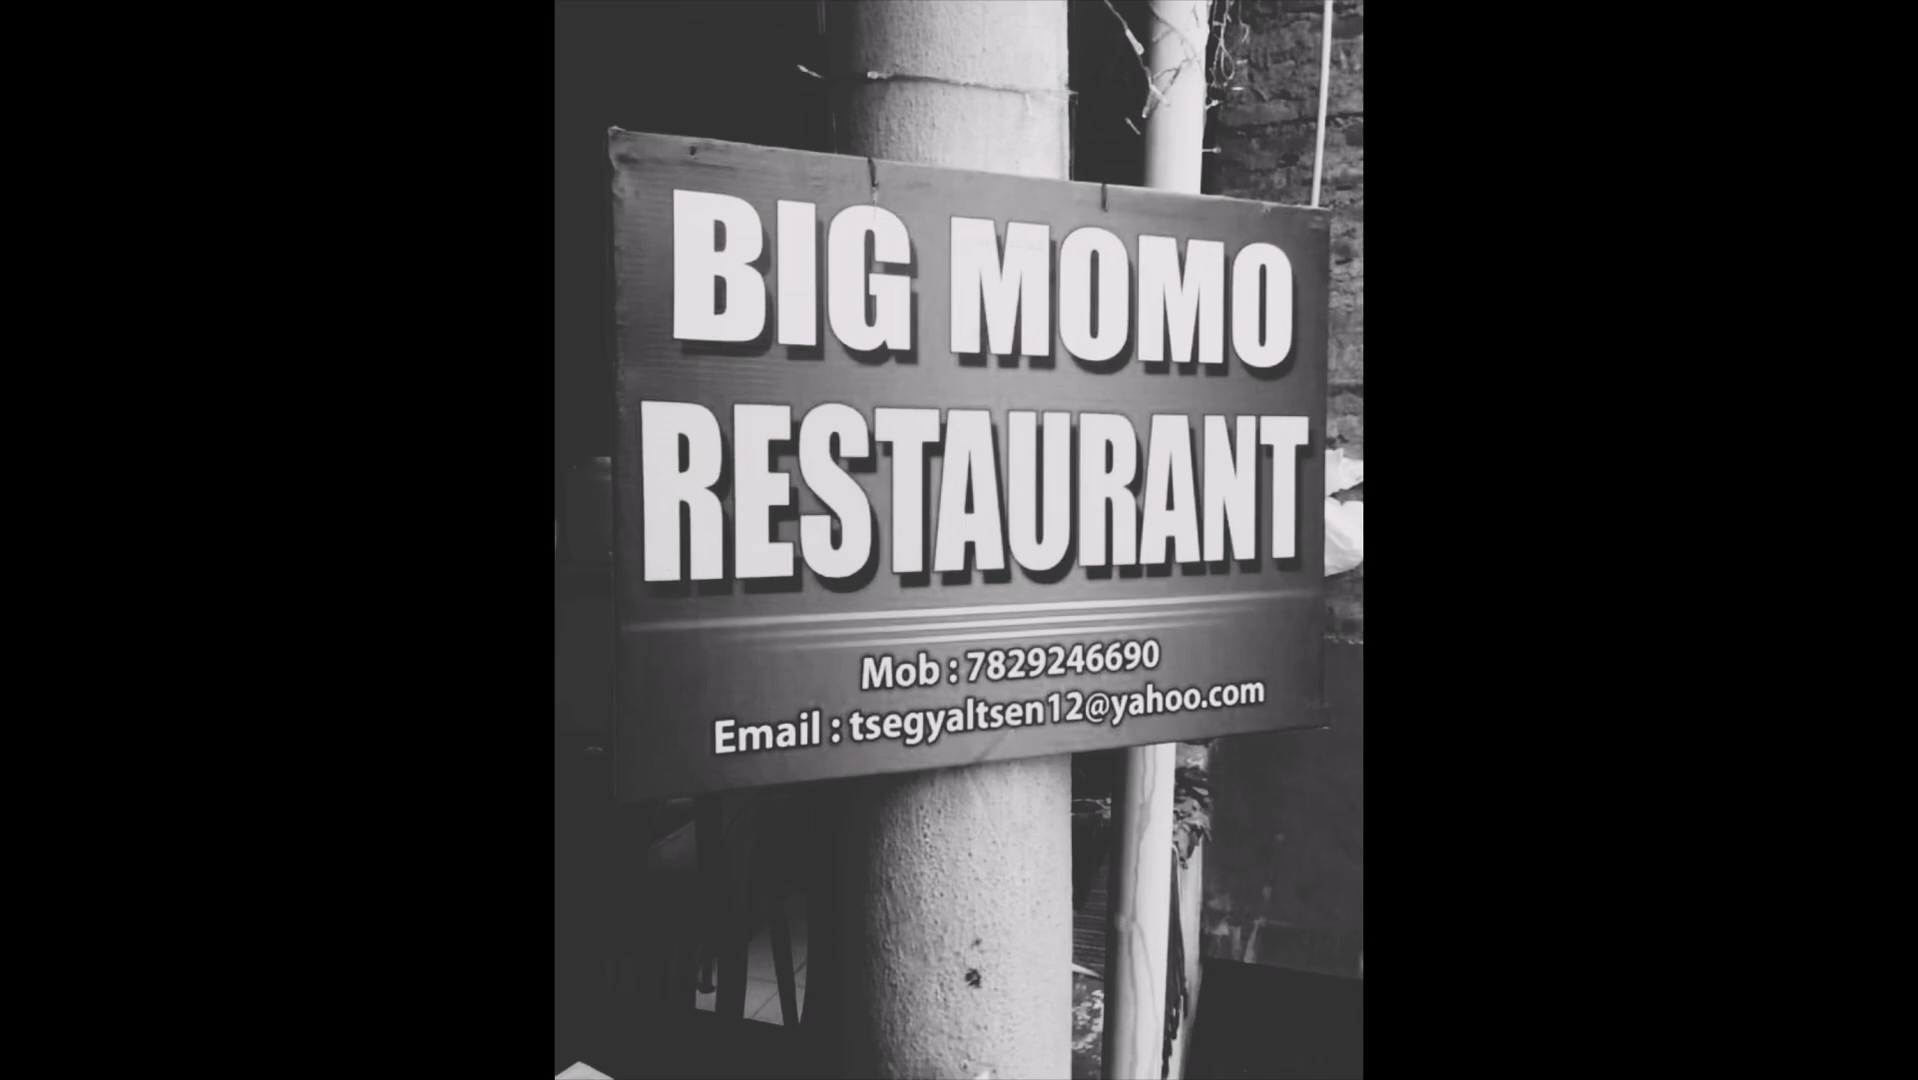 BIG MOMO
RESTAURANT
Mob : 7829246690
Email : tsegyaltsen12@yahoo.com